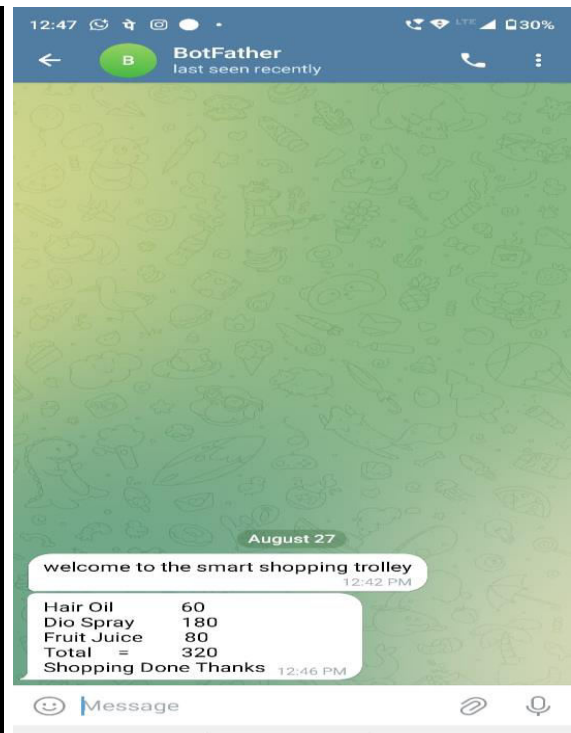 12:47 पे LTE 30%
B
BotFather
last seen recently
August 27
welcome to the smart shopping trolley
12:42 PM
Hair Oil 60
Dio Spray 180
Fruit Juice 80
Total = 320
Shopping Done Thanks 12:46 PM
Message